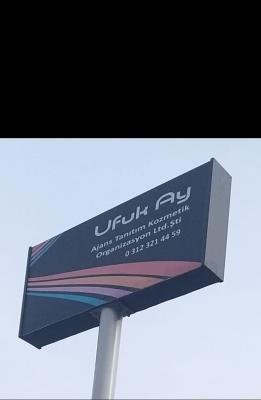 Ufuk Ay
Ajans Tanıtım Kozmetik
Organizasyon Ltd.Şti
0 312 321 44 59